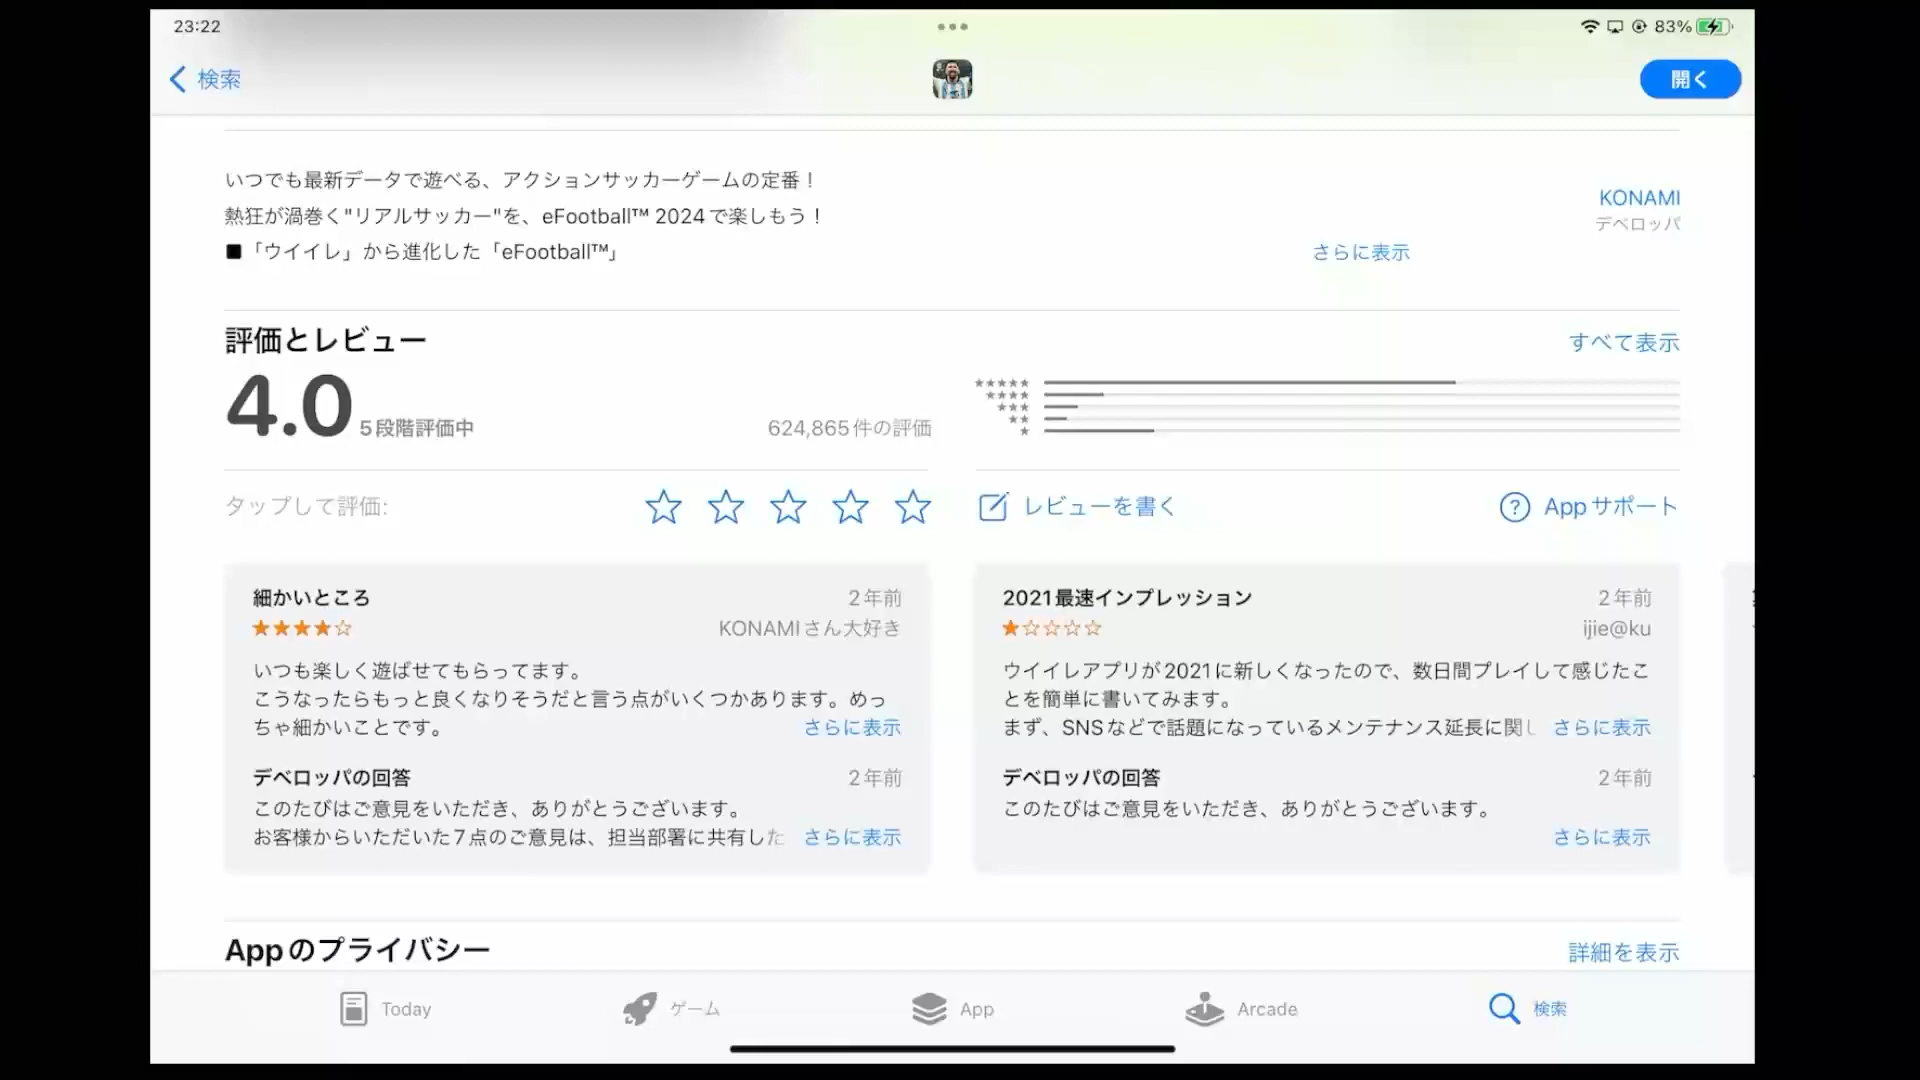 23:22
83%
検索
開く
いつでも最新データで遊べる、アクションサッカーゲームの定番！
熱狂が渦巻く"リアルサッカー"を、eFootball™ 2024で楽しもう！
■「ウイイレ」から進化した「eFootball™」
さらに表示
KONAMI
デベロッパ
評価とレビュー
すべて表示
4.0
5段階評価中
624,865件の評価
タップして評価:
レビューを書く
Appサポート
細かいところ
2年前
KONAMIさん大好き
いつも楽しく遊ばせてもらってます。
こうなったらもっと良くなりそうだと言う点がいくつかあります。めっ
ちゃ細かいことです。
さらに表示
デベロッパの回答
2年前
このたびはご意見をいただき、ありがとうございます。
お客様からいただいた7点のご意見は、担当部署に共有した
さらに表示
2021最速インプレッション
2年前
ijie@ku
ウイイレアプリが2021に新しくなったので、数日間プレイして感じたこ
とを簡単に書いてみます。
まず、SNSなどで話題になっているメンテナンス延長に関し
さらに表示
デベロッパの回答
2年前
このたびはご意見をいただき、ありがとうございます。
さらに表示
Appのプライバシー
詳細を表示
Today
ゲーム
App
Arcade
検索